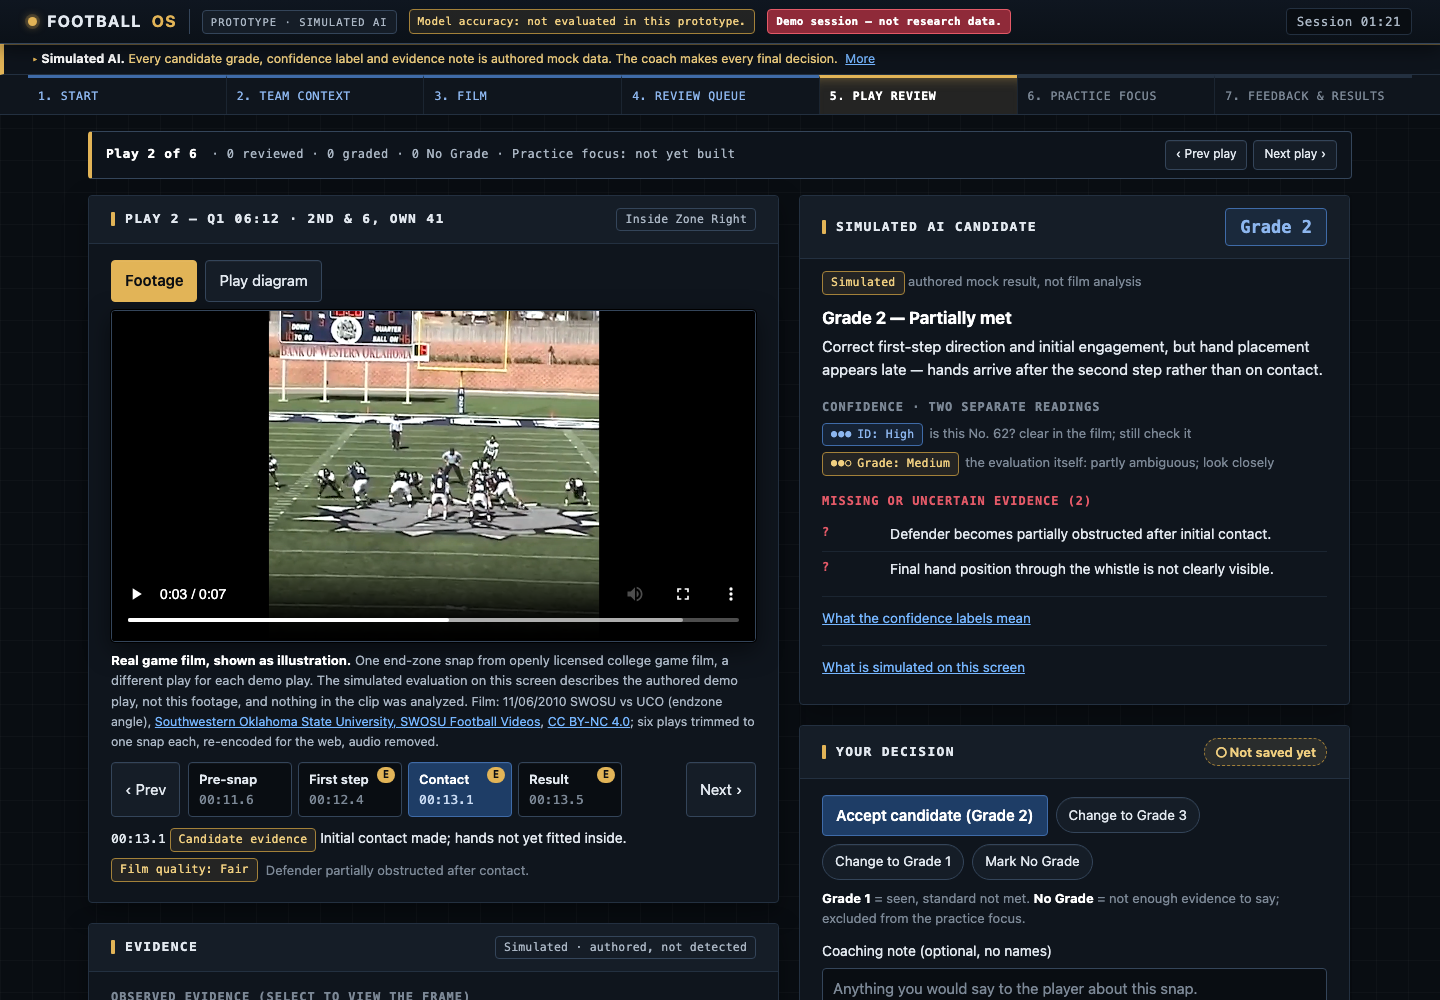 FOOTBALL OS
PROTOTYPE · SIMULATED AI
Model accuracy: not evaluated in this prototype.
Demo session — not research data.
Session 01:21
▸ Simulated AI. Every candidate grade, confidence label and evidence note is authored mock data. The coach makes every final decision. More
1. START
2. TEAM CONTEXT
3. FILM
4. REVIEW QUEUE
5. PLAY REVIEW
6. PRACTICE FOCUS
7. FEEDBACK & RESULTS
Play 2 of 6 · 0 reviewed · 0 graded · 0 No Grade · Practice focus: not yet built
‹ Prev play
Next play ›
PLAY 2 — Q1 06:12 · 2ND & 6, OWN 41
Inside Zone Right
Footage
Play diagram
DOWN
QUARTER
TO GO
BALL ON
BANK OF WESTERN OKLAHOMA
0:03 / 0:07
Real game film, shown as illustration. One end-zone snap from openly licensed college game film, a
different play for each demo play. The simulated evaluation on this screen describes the authored demo
play, not this footage, and nothing in the clip was analyzed. Film: 11/06/2010 SWOSU vs UCO (endzone
angle), Southwestern Oklahoma State University, SWOSU Football Videos, CC BY-NC 4.0; six plays trimmed to
one snap each, re-encoded for the web, audio removed.
‹ Prev
Pre-snap
00:11.6
First step E
00:12.4
Contact E
00:13.1
Result E
00:13.5
Next ›
00:13.1 Candidate evidence Initial contact made; hands not yet fitted inside.
Film quality: Fair Defender partially obstructed after contact.
EVIDENCE
Simulated · authored, not detected
OBSERVED EVIDENCE (SELECT TO VIEW THE FRAME)
SIMULATED AI CANDIDATE
Grade 2
Simulated authored mock result, not film analysis
Grade 2 — Partially met
Correct first-step direction and initial engagement, but hand placement
appears late — hands arrive after the second step rather than on contact.
CONFIDENCE · TWO SEPARATE READINGS
●●● ID: High is this No. 62? clear in the film; still check it
●●○ Grade: Medium the evaluation itself: partly ambiguous; look closely
MISSING OR UNCERTAIN EVIDENCE (2)
? Defender becomes partially obstructed after initial contact.
? Final hand position through the whistle is not clearly visible.
What the confidence labels mean
What is simulated on this screen
YOUR DECISION
Not saved yet
Accept candidate (Grade 2)
Change to Grade 3
Change to Grade 1
Mark No Grade
Grade 1 = seen, standard not met. No Grade = not enough evidence to say;
excluded from the practice focus.
Coaching note (optional, no names)
Anything you would say to the player about this snap.